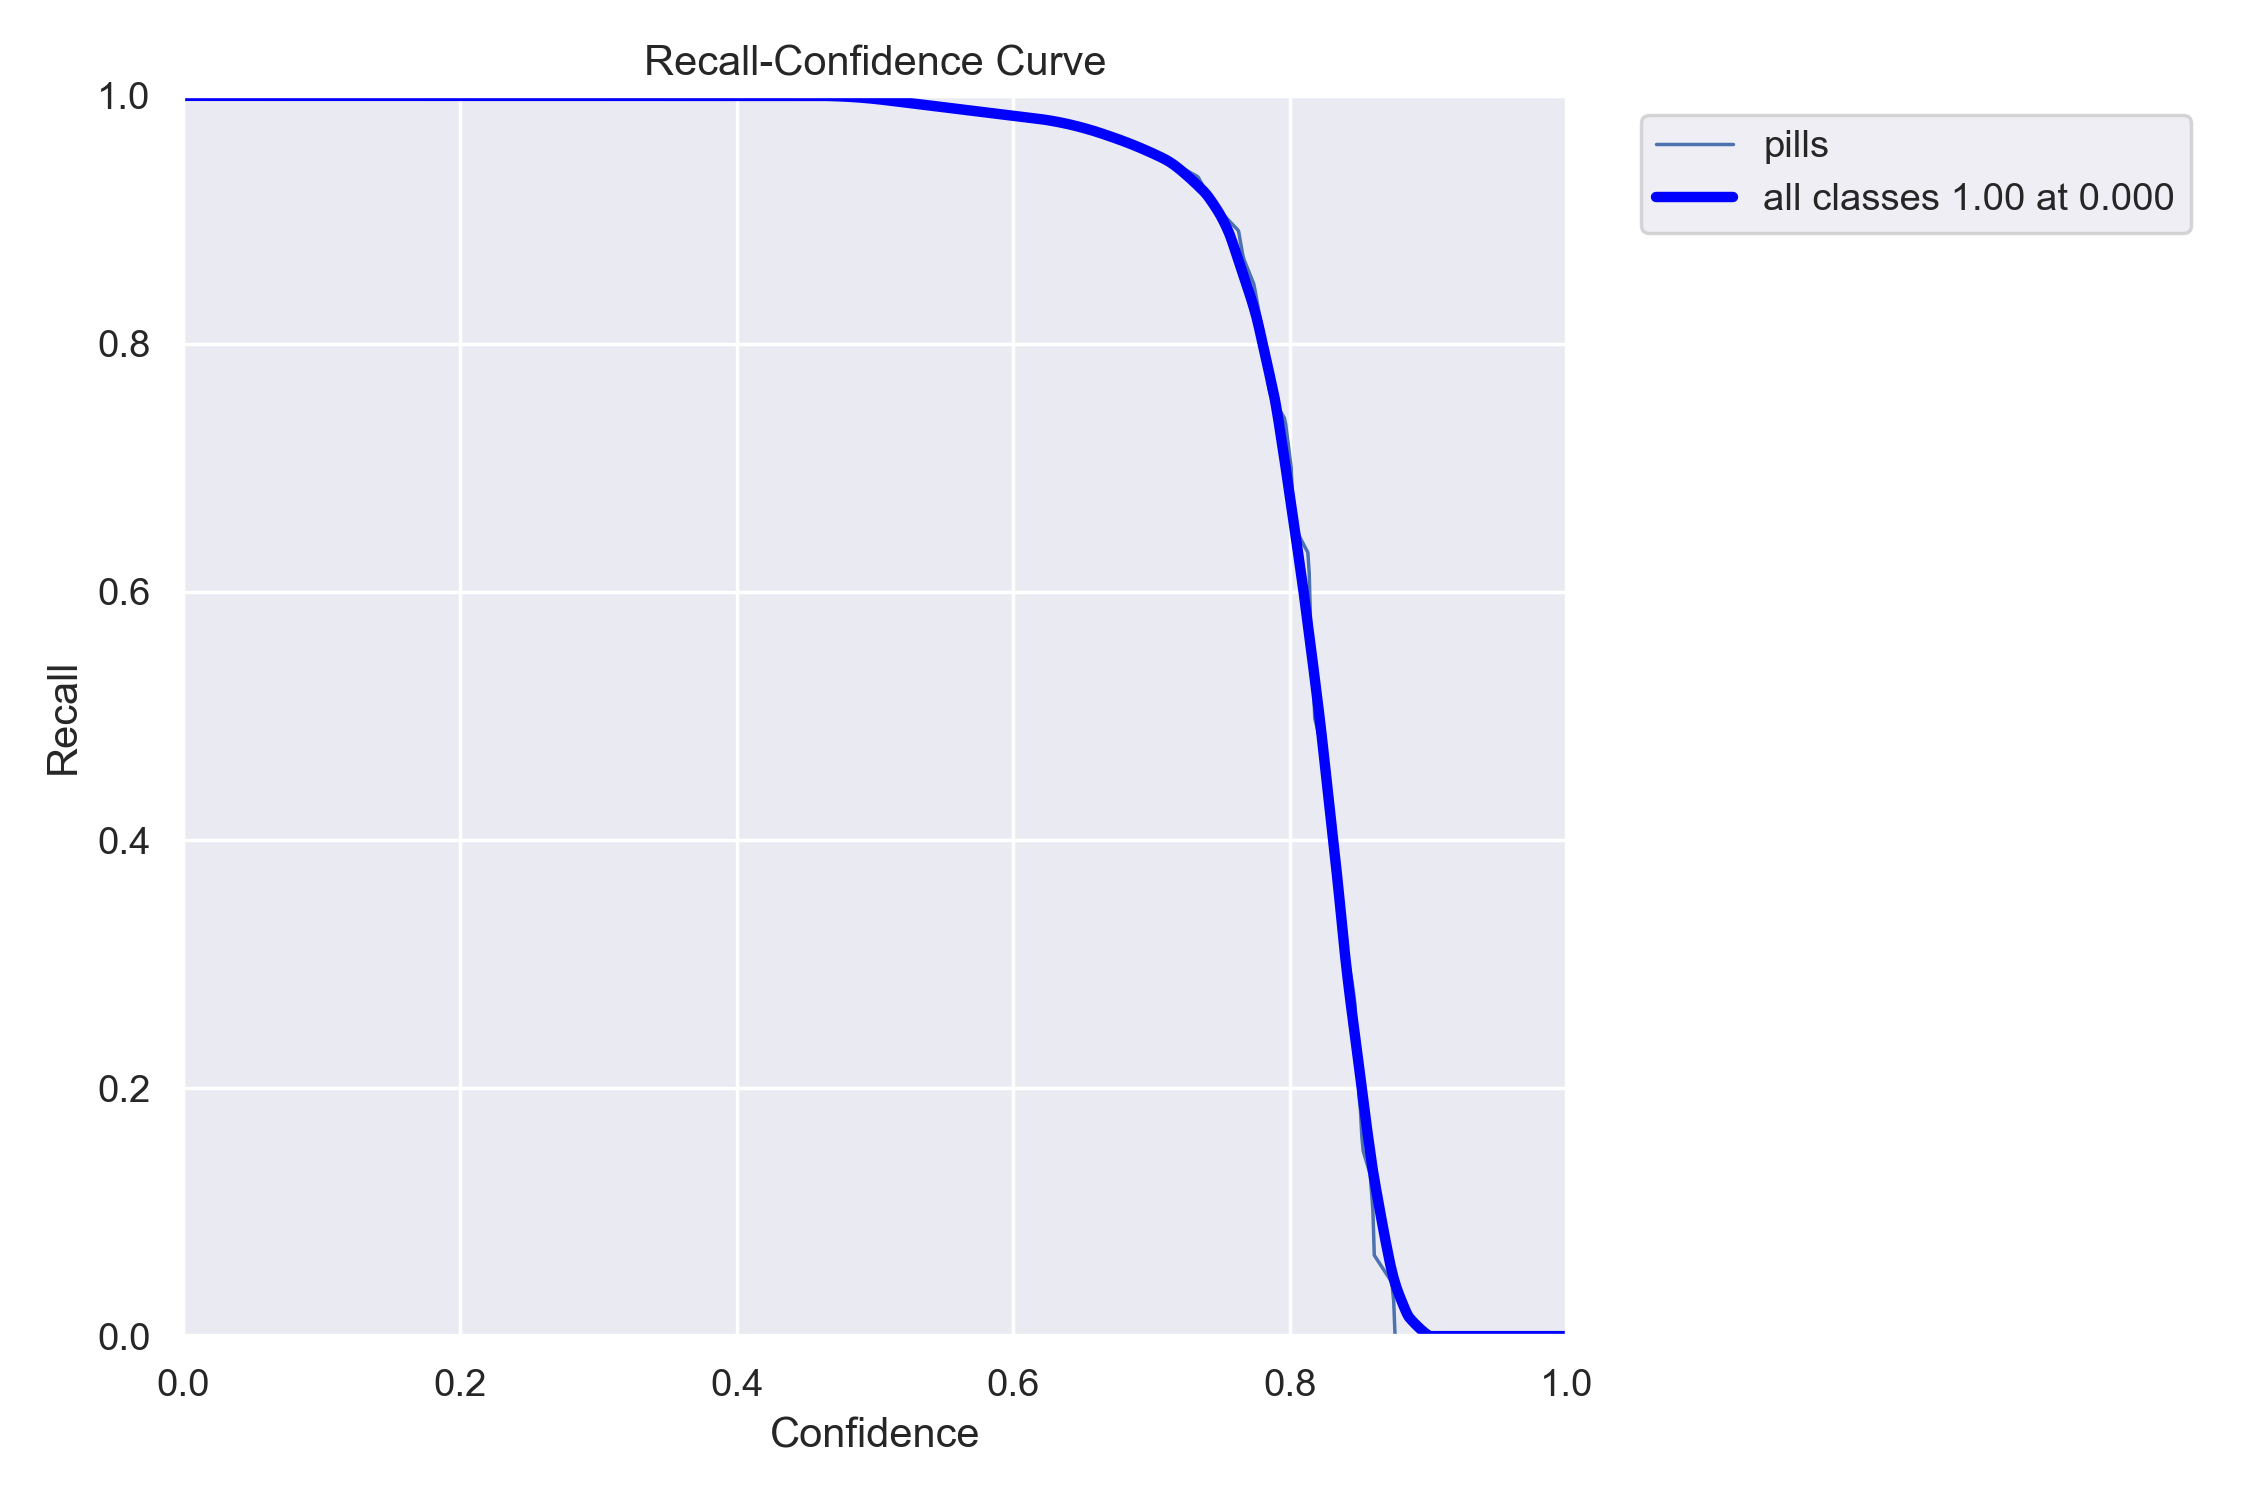 Recall-Confidence Curve
1.0
0.8
0.6
0.4
0.2
0.0
Recall
0.0 0.2 0.4 0.6 0.8 1.0
Confidence
pills
all classes 1.00 at 0.000